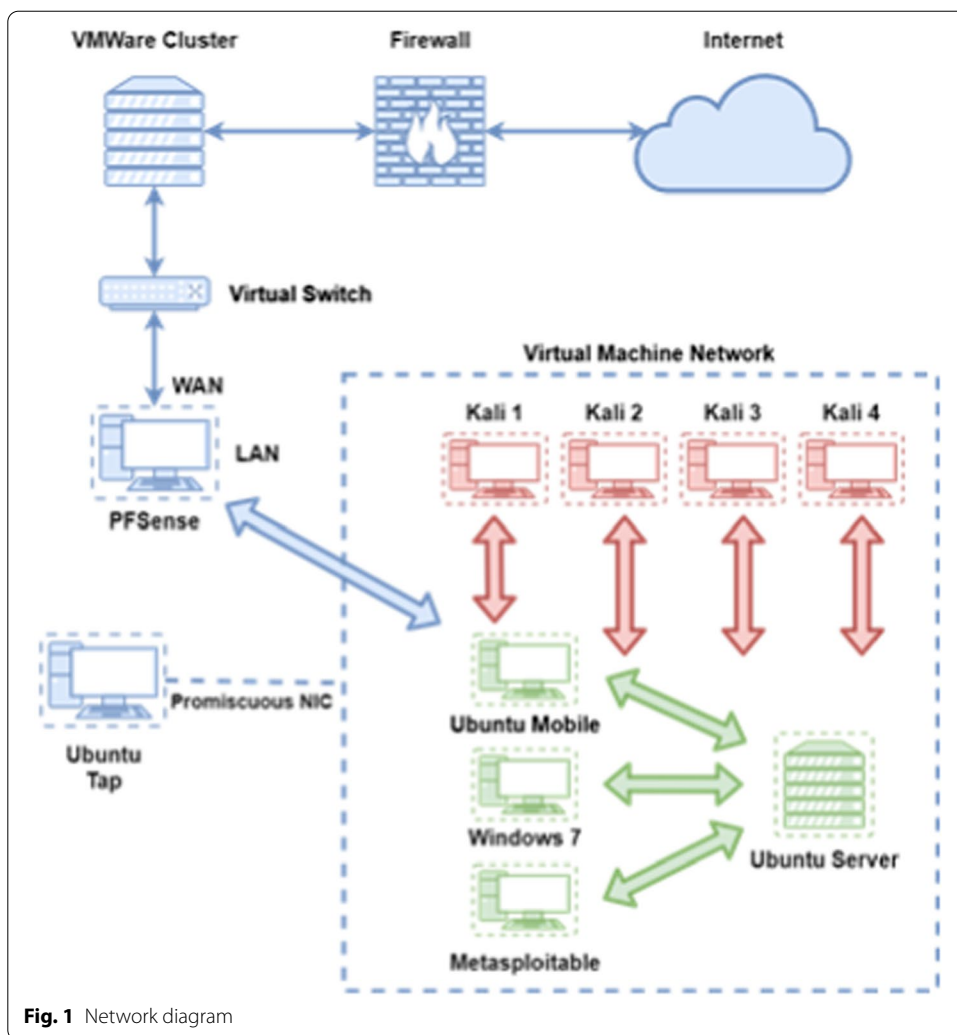 VMWare Cluster
Firewall
Internet
Virtual Switch
WAN
LAN
PFSense
Virtual Machine Network
Kali 1
Kali 2
Kali 3
Kali 4
Promiscuous NIC
Ubuntu
Tap
Ubuntu Mobile
Windows 7
Metasploitable
Ubuntu Server
Fig. 1 Network diagram